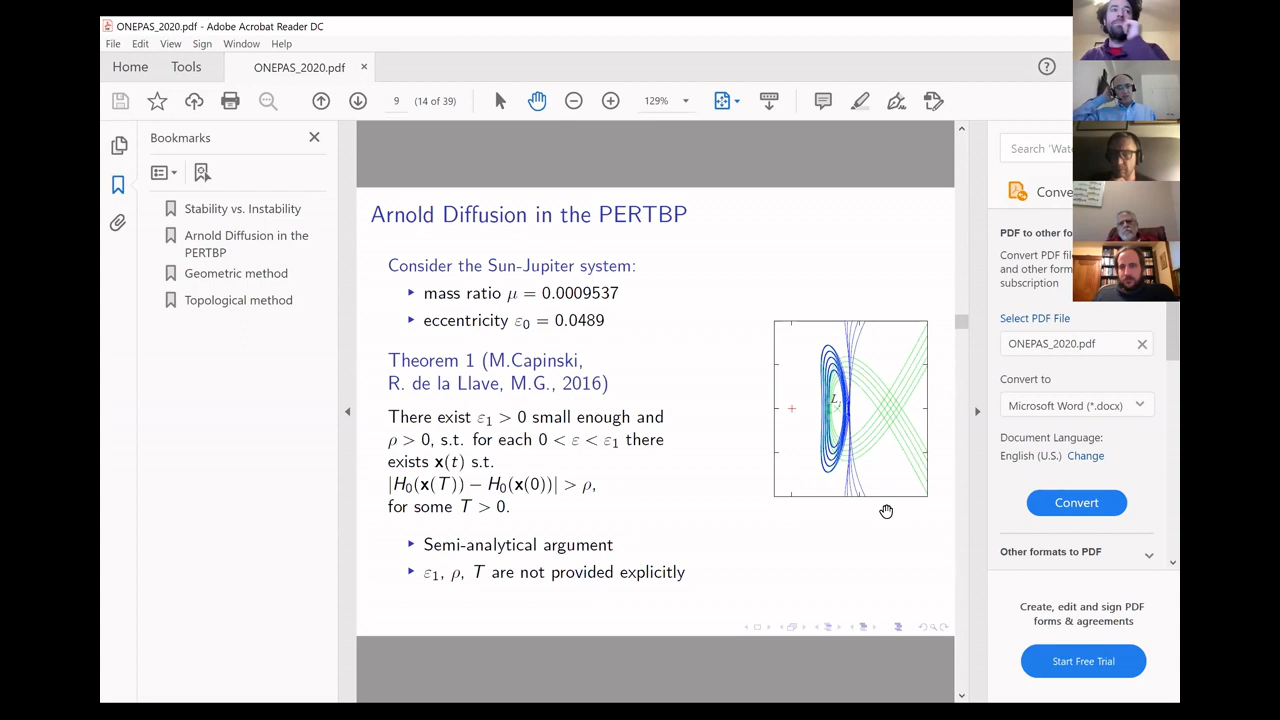 ONEPAS_2020.pdf - Adobe Acrobat Reader DC
File Edit View Sign Window Help
Home Tools ONEPAS_2020.pdf ×
9 (14 of 39) 129%
Bookmarks
Stability vs. Instability
Arnold Diffusion in the
PERTBP
Geometric method
Topological method
Arnold Diffusion in the PERTBP
Consider the Sun-Jupiter system:
mass ratio μ = 0.0009537
eccentricity ε₀ = 0.0489
Theorem 1 (M.Capinski,
R. de la Llave, M.G., 2016)
There exist ε₁ > 0 small enough and
ρ > 0, s.t. for each 0 < ε < ε₁ there
exists x(t) s.t.
|H₀(x(T)) − H₀(x(0))| > ρ,
for some T > 0.
Semi-analytical argument
ε₁, ρ, T are not provided explicitly
L
Search 'Wat
Conve
PDF to other fo
Convert PDF file
and other form
subscription
Select PDF File
ONEPAS_2020.pdf
Convert to
Microsoft Word (*.docx)
Document Language:
English (U.S.) Change
Convert
Other formats to PDF
Create, edit and sign PDF
forms & agreements
Start Free Trial